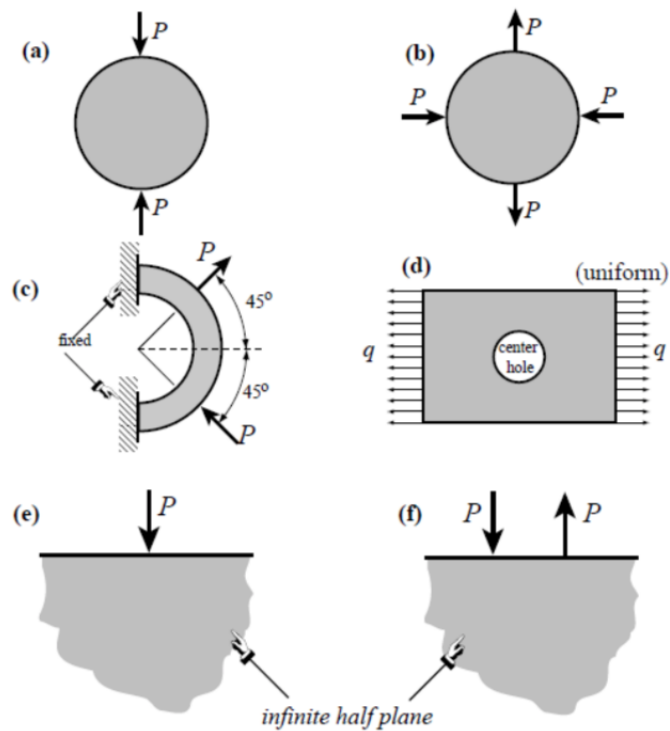 (a)
P
P
(b)
P
P
P
P
(c)
fixed
P
45°
45°
P
(d)
(uniform)
q
center
hole
q
(e)
P
(f)
P
P
infinite half plane